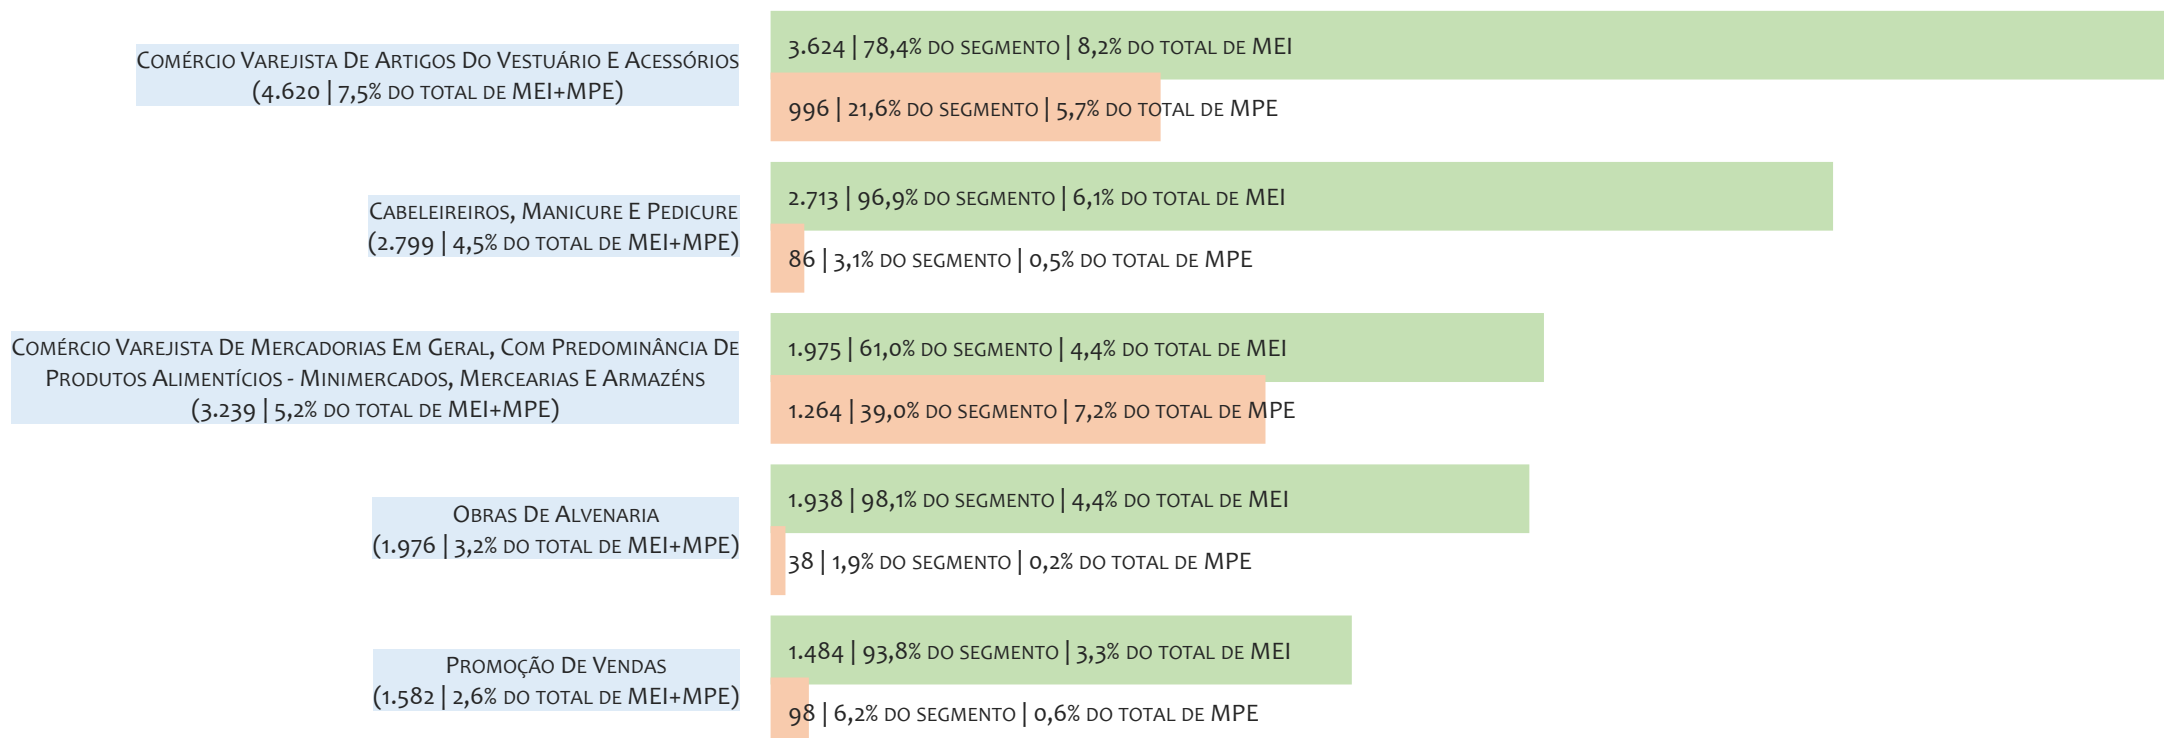 Comércio Varejista De Artigos Do Vestuário E Acessórios
(4.620 | 7,5% do total de MEI+MPE)
3.624 | 78,4% do segmento | 8,2% do total de MEI
996 | 21,6% do segmento | 5,7% do total de MPE
Cabeleireiros, Manicure E Pedicure
(2.799 | 4,5% do total de MEI+MPE)
2.713 | 96,9% do segmento | 6,1% do total de MEI
86 | 3,1% do segmento | 0,5% do total de MPE
Comércio Varejista De Mercadorias Em Geral, Com Predominância De
Produtos Alimentícios - Minimercados, Mercearias E Armazéns
(3.239 | 5,2% do total de MEI+MPE)
1.975 | 61,0% do segmento | 4,4% do total de MEI
1.264 | 39,0% do segmento | 7,2% do total de MPE
Obras De Alvenaria
(1.976 | 3,2% do total de MEI+MPE)
1.938 | 98,1% do segmento | 4,4% do total de MEI
38 | 1,9% do segmento | 0,2% do total de MPE
Promoção De Vendas
(1.582 | 2,6% do total de MEI+MPE)
1.484 | 93,8% do segmento | 3,3% do total de MEI
98 | 6,2% do segmento | 0,6% do total de MPE